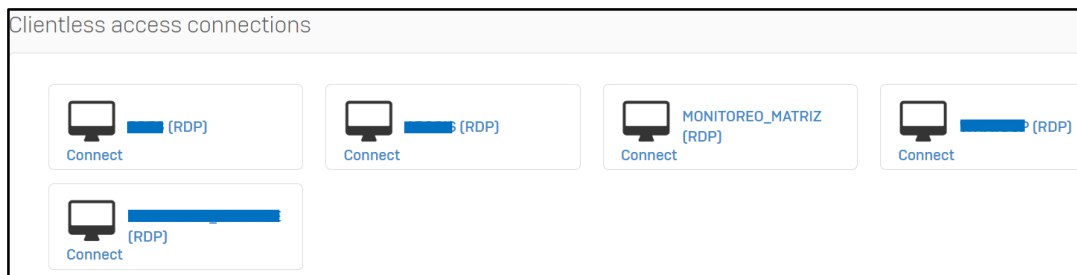 Clientless access connections
(RDP)
Connect
S (RDP)
Connect
MONITOREO_MATRIZ
(RDP)
Connect
P (RDP)
Connect
(RDP)
Connect